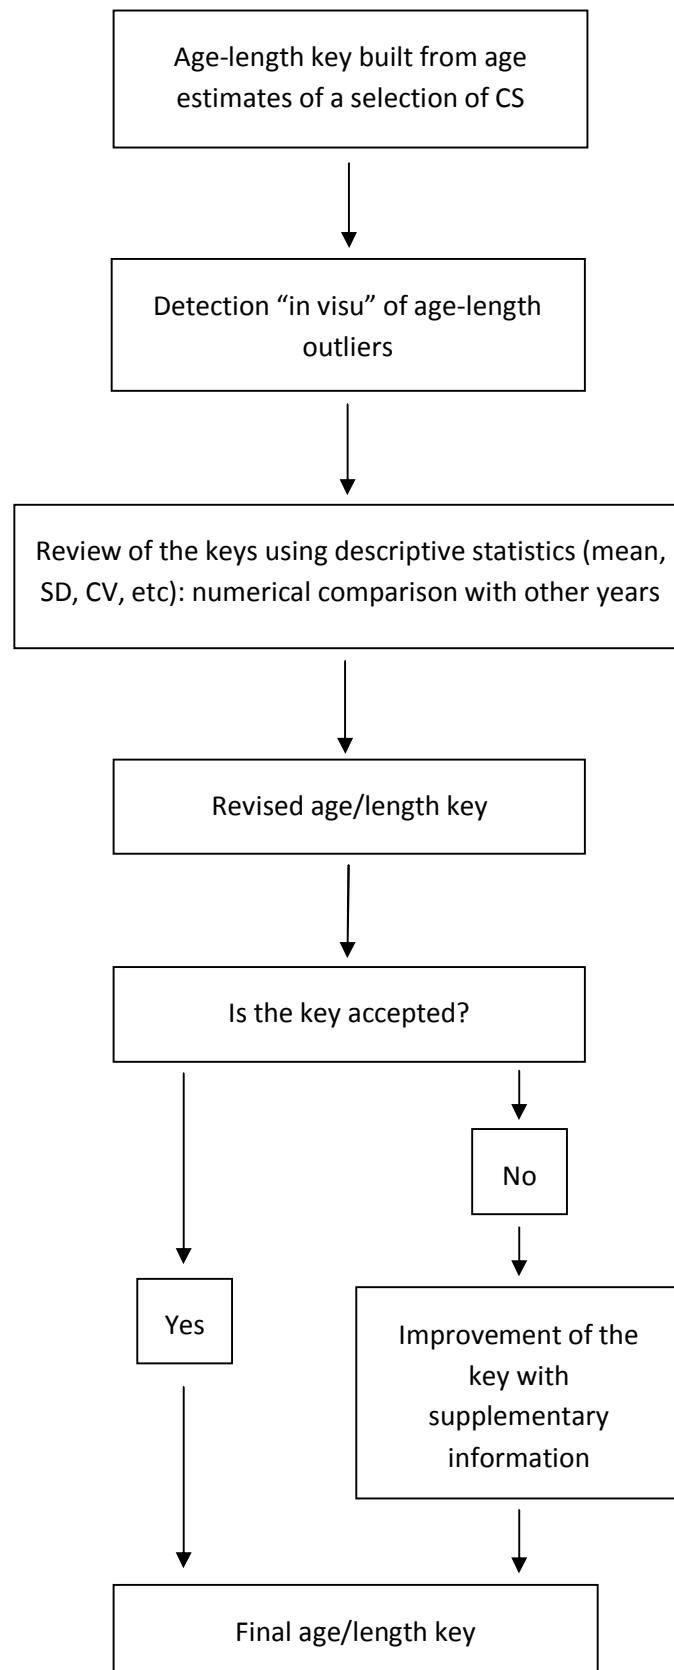 Age-length key built from age
estimates of a selection of CS
Detection “in visu” of age-length
outliers
Review of the keys using descriptive statistics (mean,
SD, CV, etc): numerical comparison with other years
Revised age/length key
Is the key accepted?
No
Yes
Improvement of the
key with
supplementary
information
Final age/length key